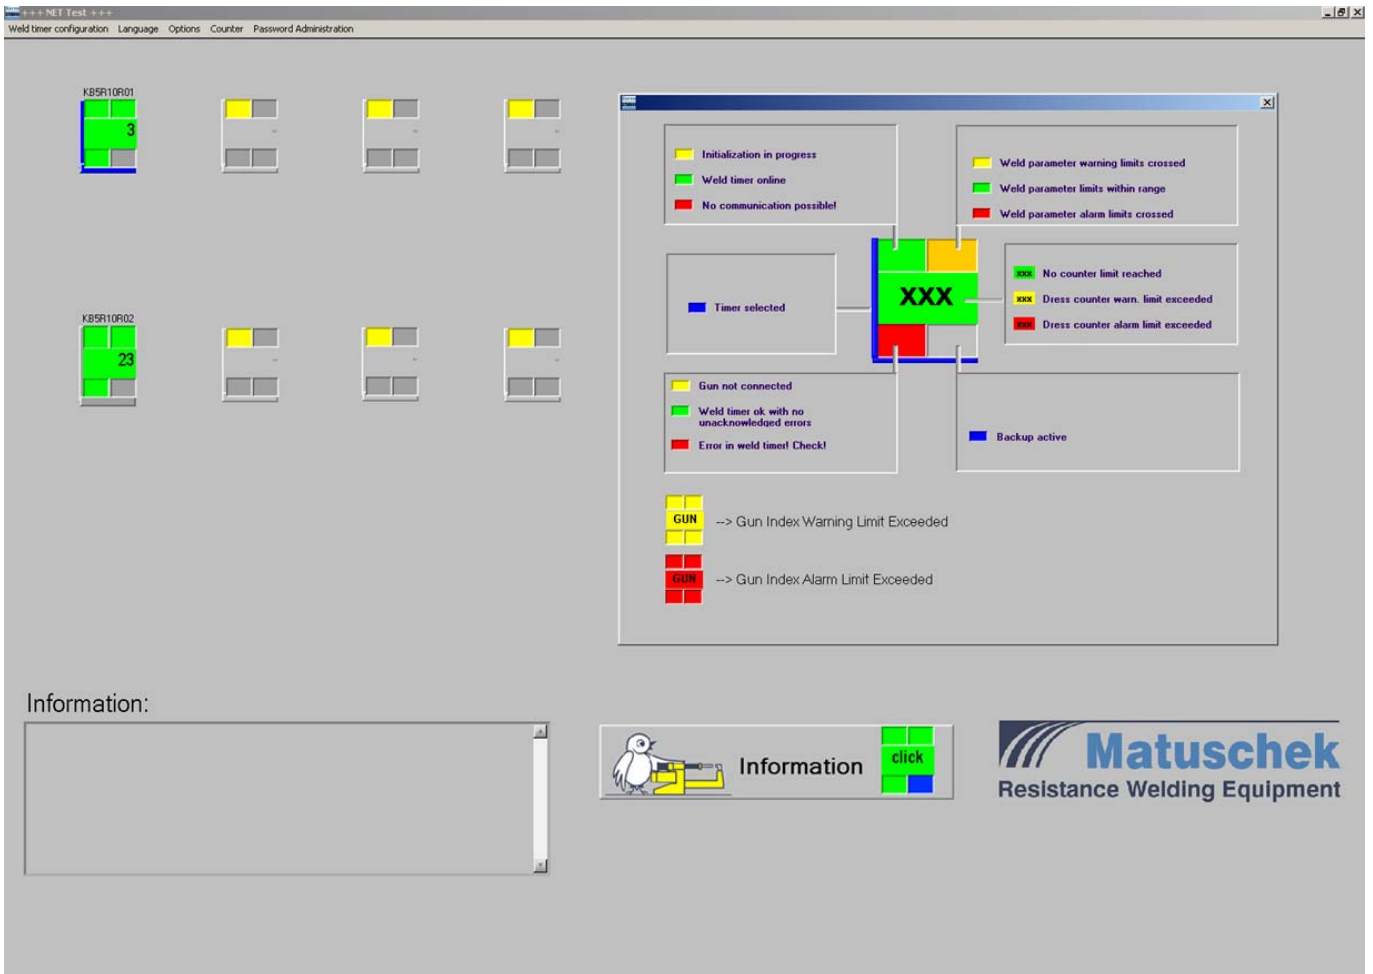 +++ NET Test +++
Weld timer configuration Language Options Counter Password Administration
KB5R10R01
3
-
-
-
KB5R10R02
23
-
-
-
Initialization in progress
Weld timer online
No communication possible!
Weld parameter warning limits crossed
Weld parameter limits within range
Weld parameter alarm limits crossed
Timer selected
XXX
xxx No counter limit reached
xxx Dress counter warn. limit exceeded
xxx Dress counter alarm limit exceeded
Gun not connected
Weld timer ok with no
unacknowledged errors
Error in weld timer! Check!
Backup active
GUN --> Gun Index Warning Limit Exceeded
GUN --> Gun Index Alarm Limit Exceeded
Information:
Information click
Matuschek
Resistance Welding Equipment